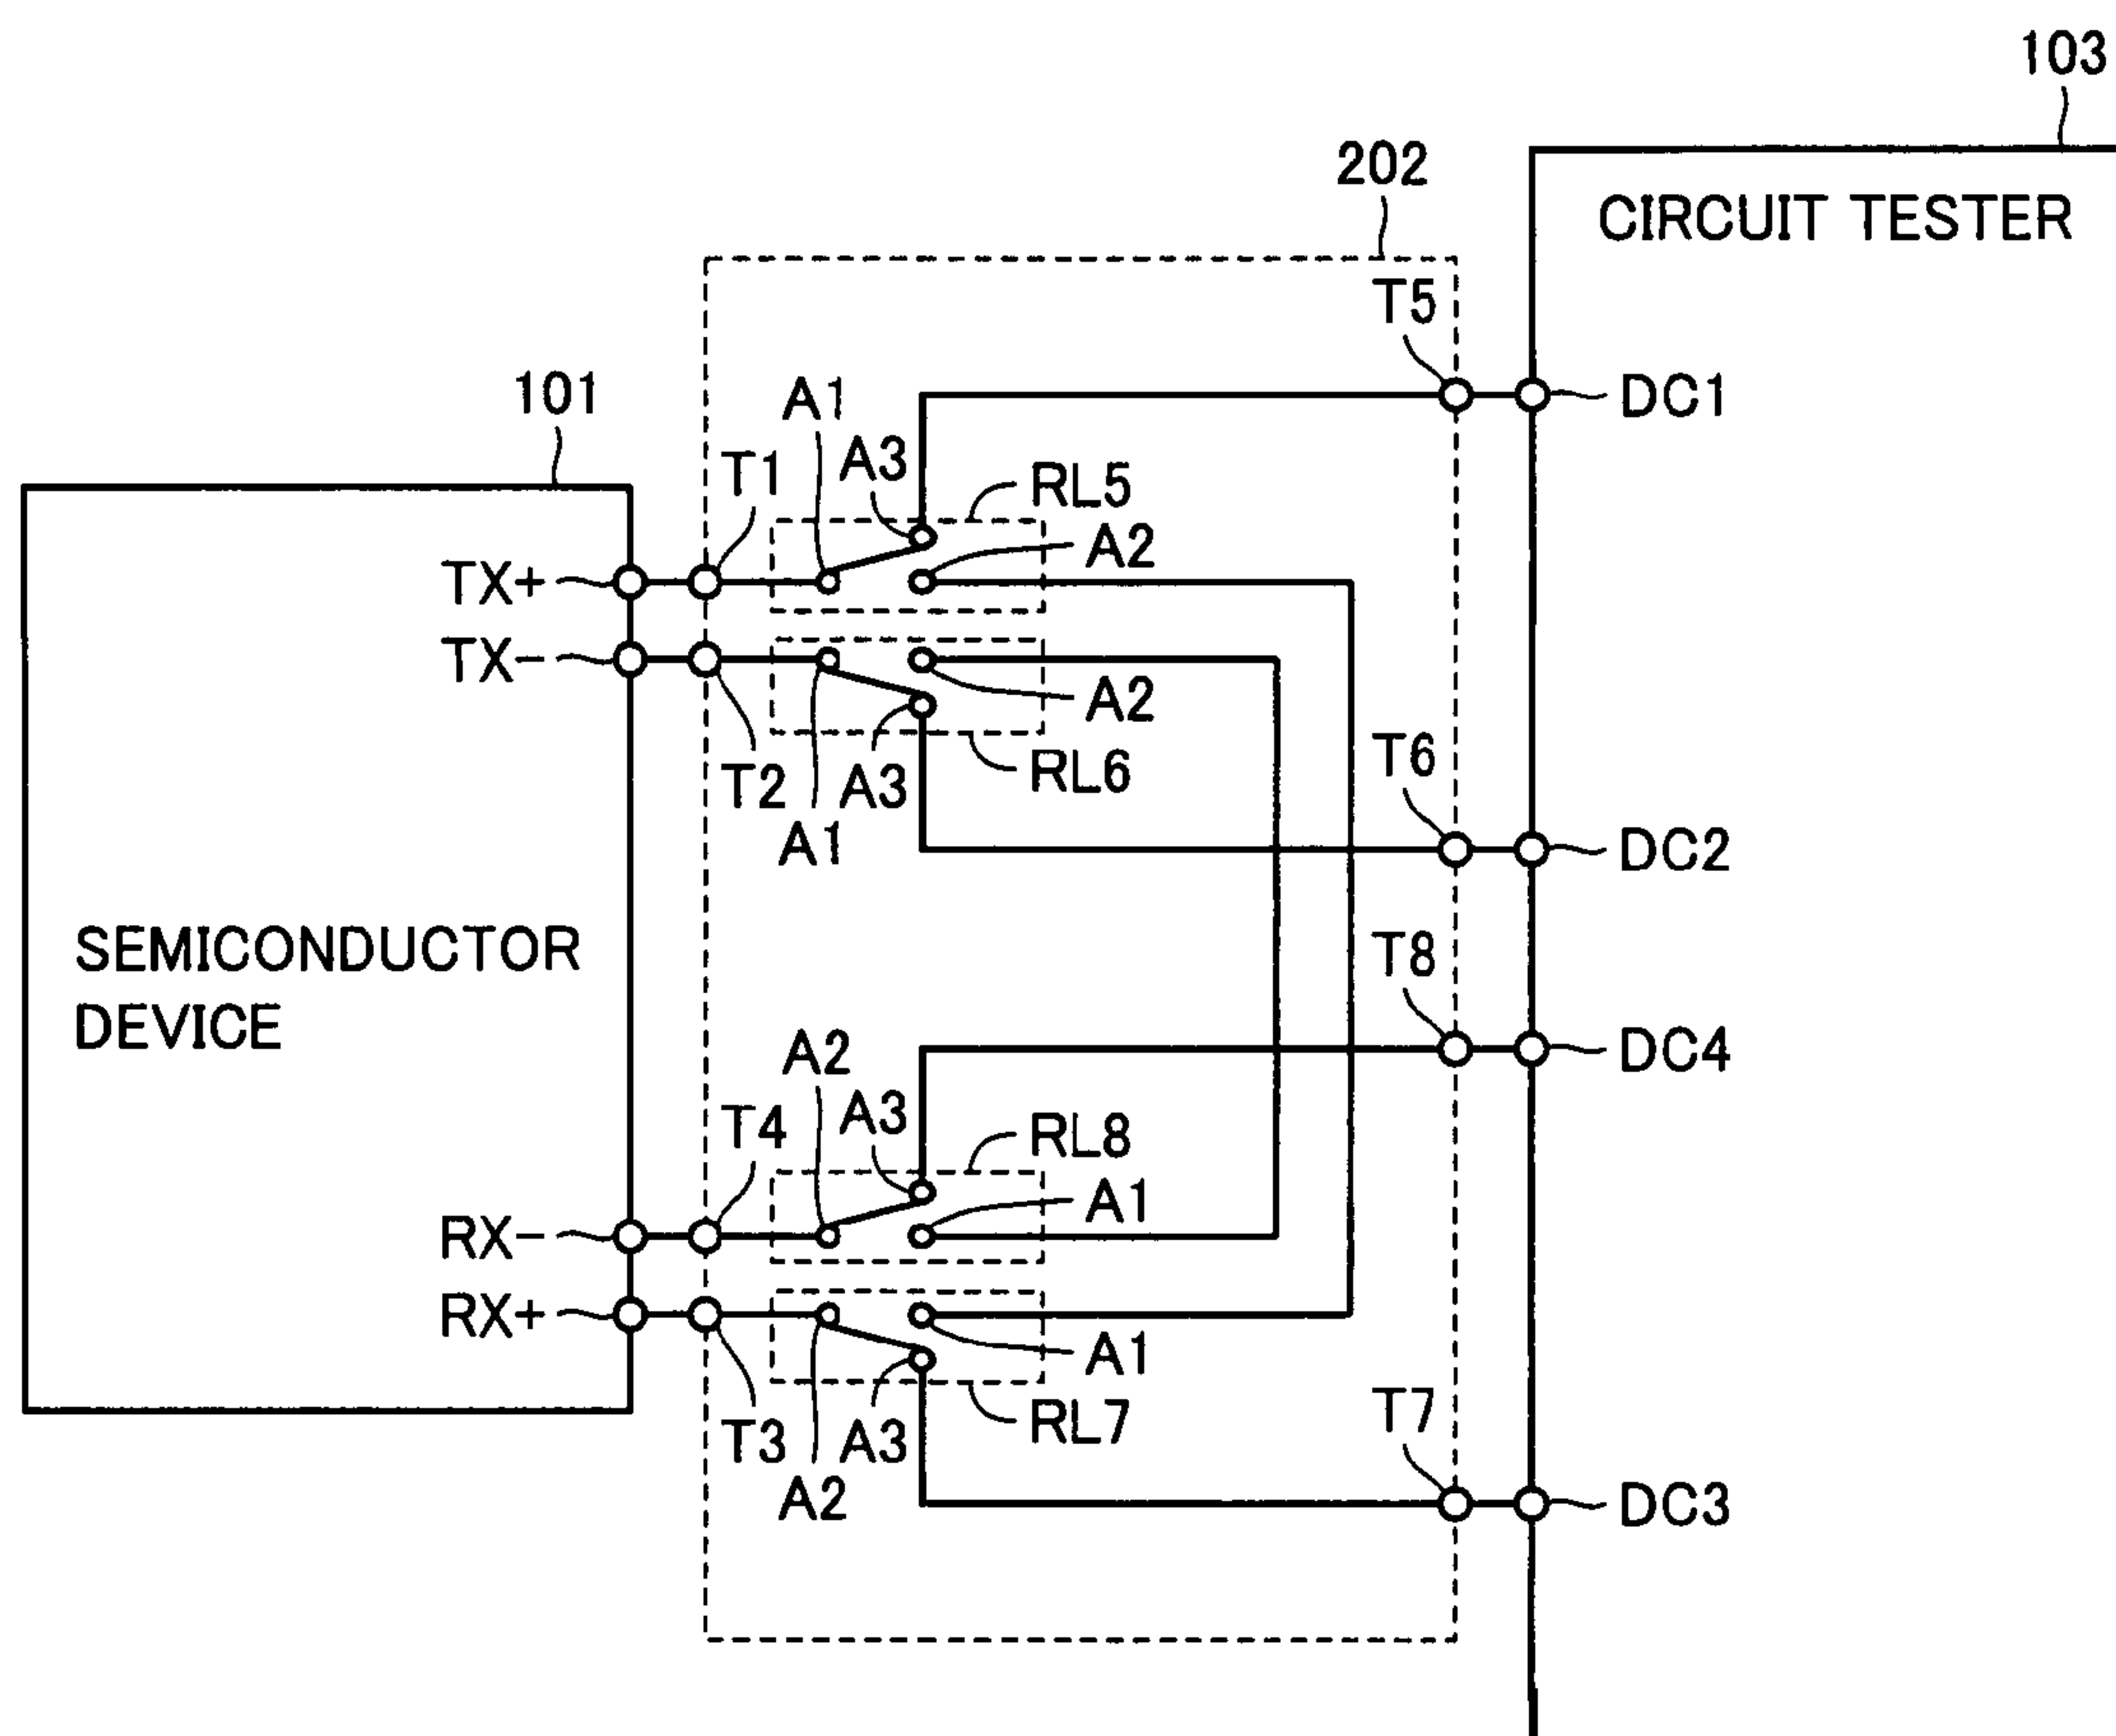 103
202
CIRCUIT TESTER
T5
101
A1
DC1
T1
A3
RL5
A2
TX+
TX-
A2
T2
A3
RL6
T6
A1
DC2
SEMICONDUCTOR
DEVICE
T8
A2
DC4
T4
A3
RL8
A1
RX-
RX+
A1
T3
A3
RL7
T7
A2
DC3